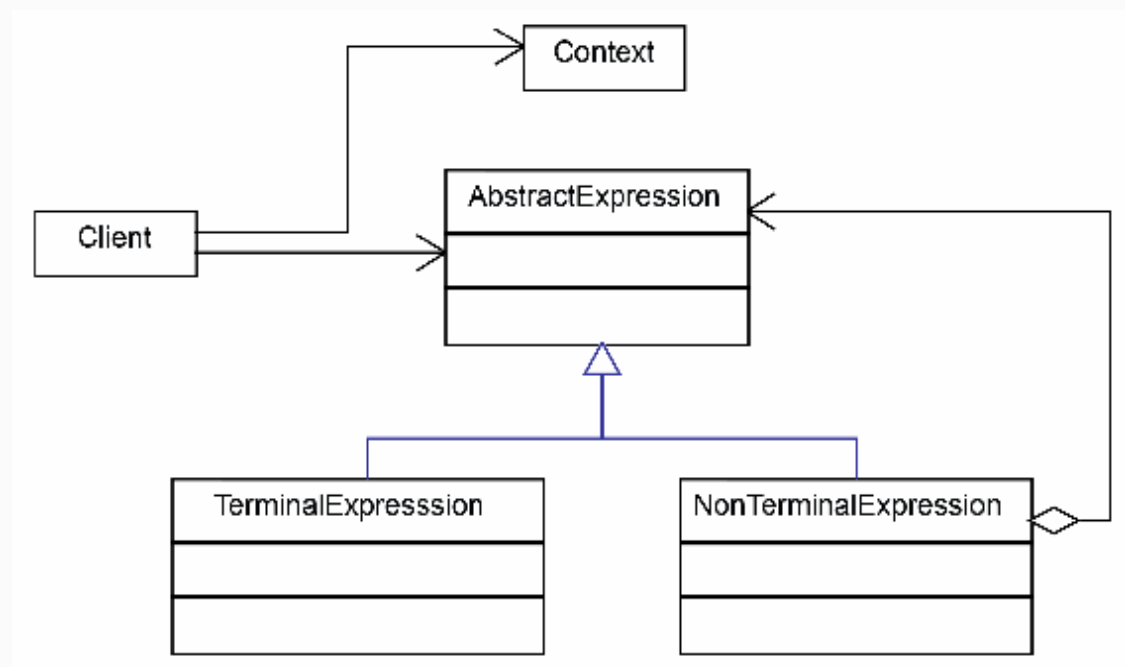 Context
AbstractExpression
Client
TerminalExpresssion
NonTerminalExpression